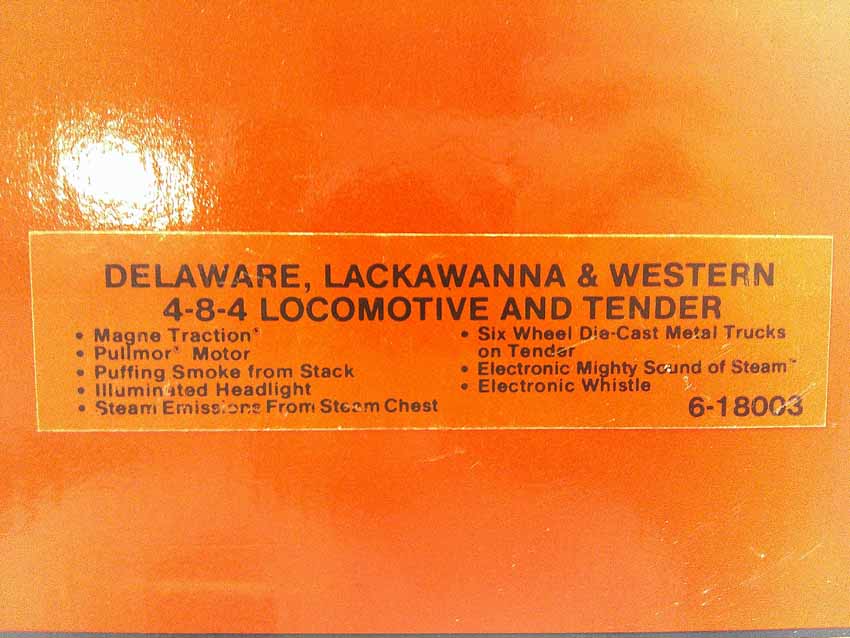 DELAWARE, LACKAWANNA & WESTERN
4-8-4 LOCOMOTIVE AND TENDER
• Magne Traction®
• Pullmor® Motor
• Puffing Smoke from Stack
• Illuminated Headlight
• Steam Emissions From Steam Chest
• Six Wheel Die-Cast Metal Trucks
on Tender
• Electronic Mighty Sound of Steam™
• Electronic Whistle
6-18003